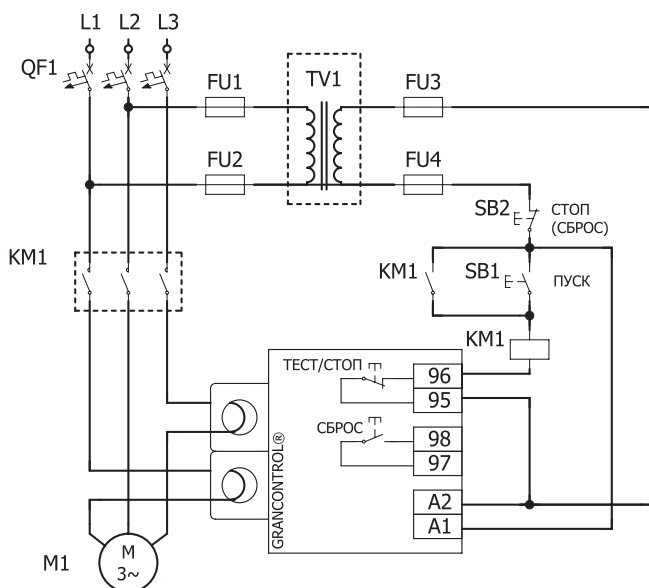 L1 L2 L3
QF1
FU1
TV1
FU3
FU2
FU4
SB2
СТОП
(СБРОС)
KM1
KM1
SB1
ПУСК
KM1
ТЕСТ/СТОП
96
95
СБРОС
98
97
GRANCONTROL®
A2
A1
M1
M
3~